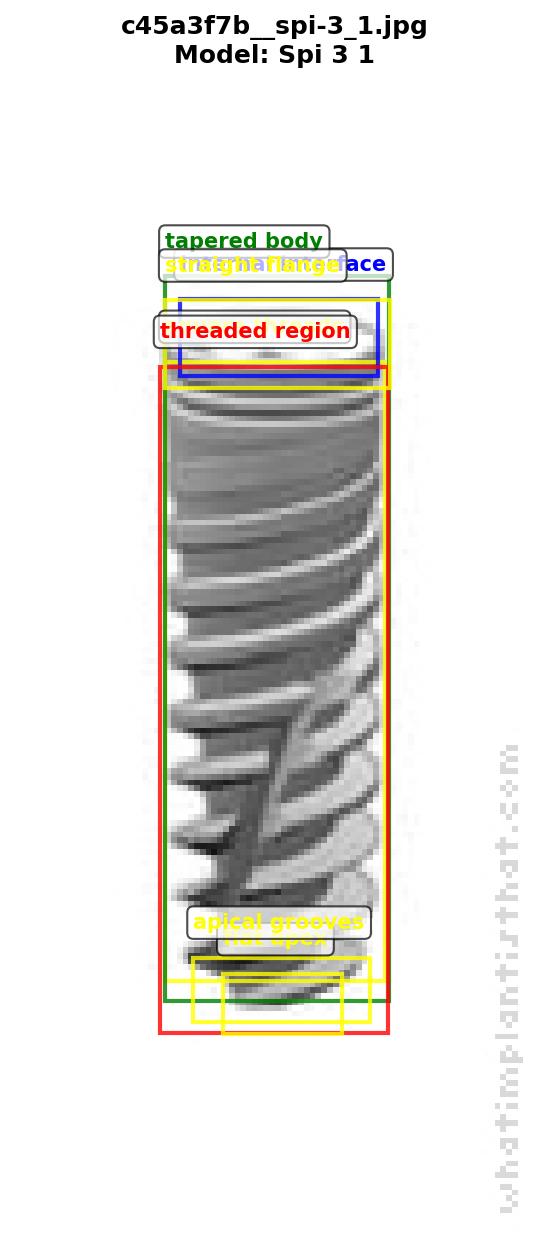 c45a3f7b__spi-3_1.jpg
Model: Spi 3 1
tapered body
straight flange
face
threaded region
apical grooves
flat apex
whatimplantisthat.com